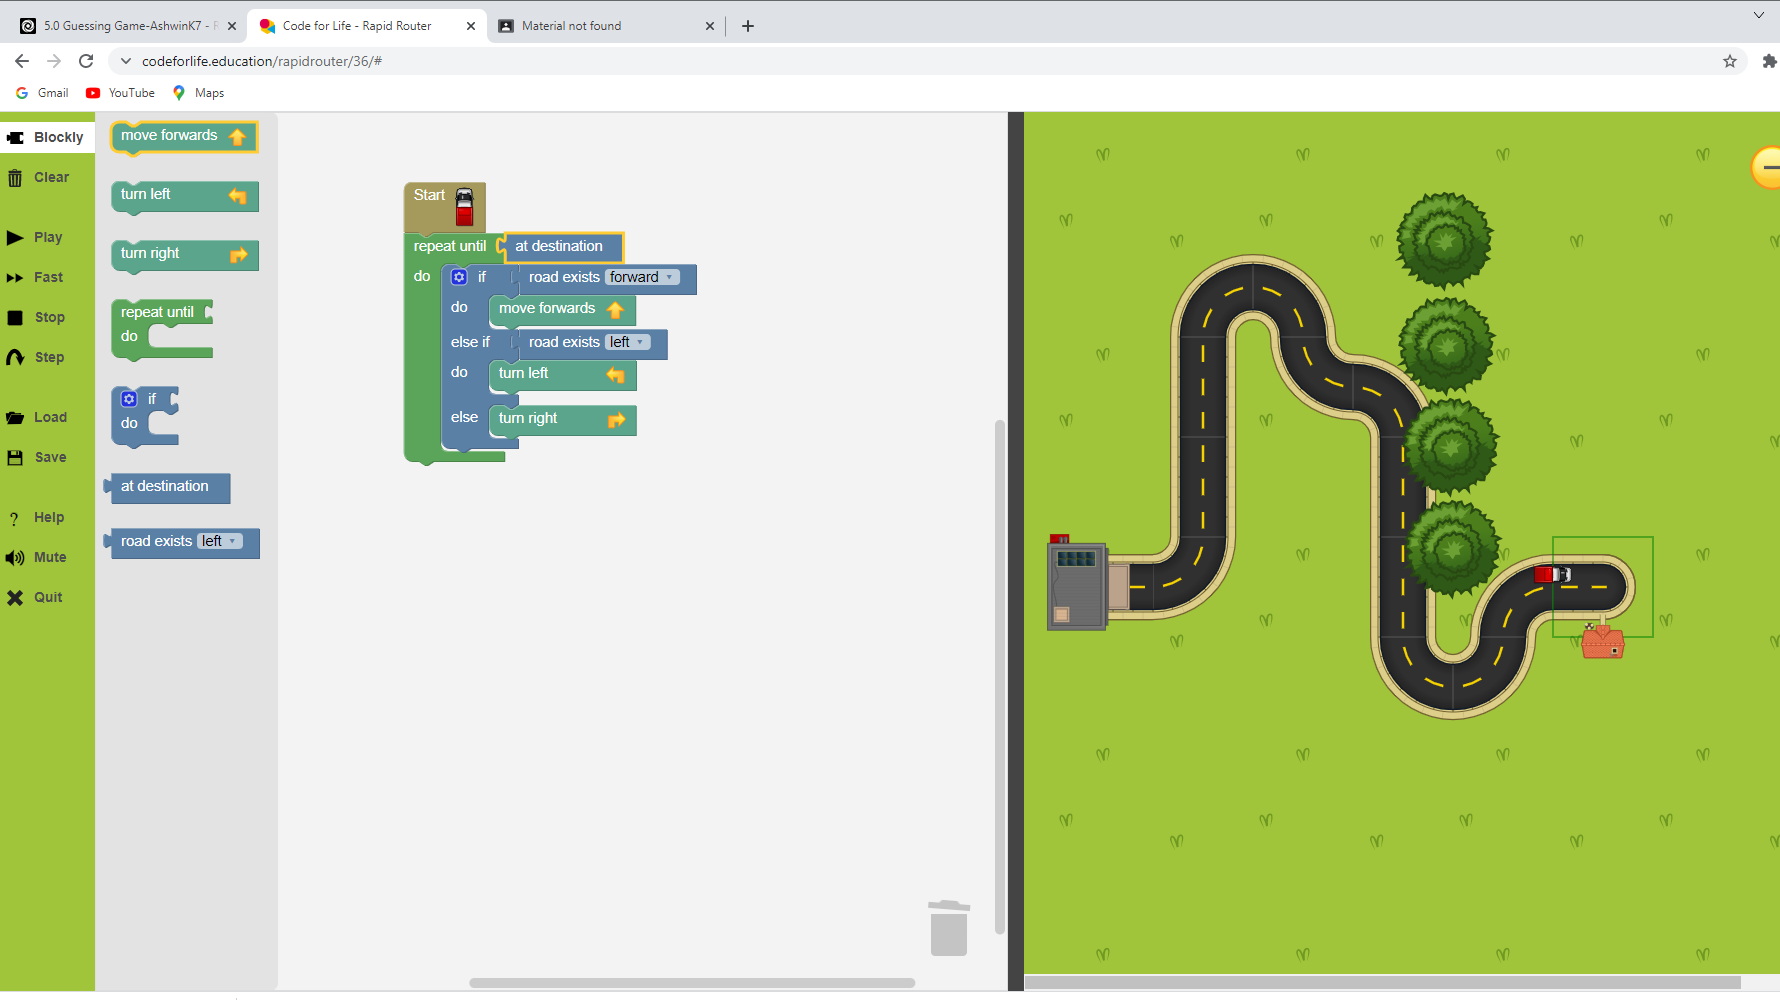 5.0 Guessing Game-AshwinK7 -
Code for Life - Rapid Router
Material not found
codeforlife.education/rapidrouter/36/#
Gmail
YouTube
Maps
Blockly
Clear
Play
Fast
Stop
Step
Load
Save
Help
Mute
Quit
move forwards
turn left
turn right
repeat until
do
if
do
at destination
road exists left
Start
repeat until at destination
do if road exists forward
do move forwards
else if road exists left
do turn left
else turn right